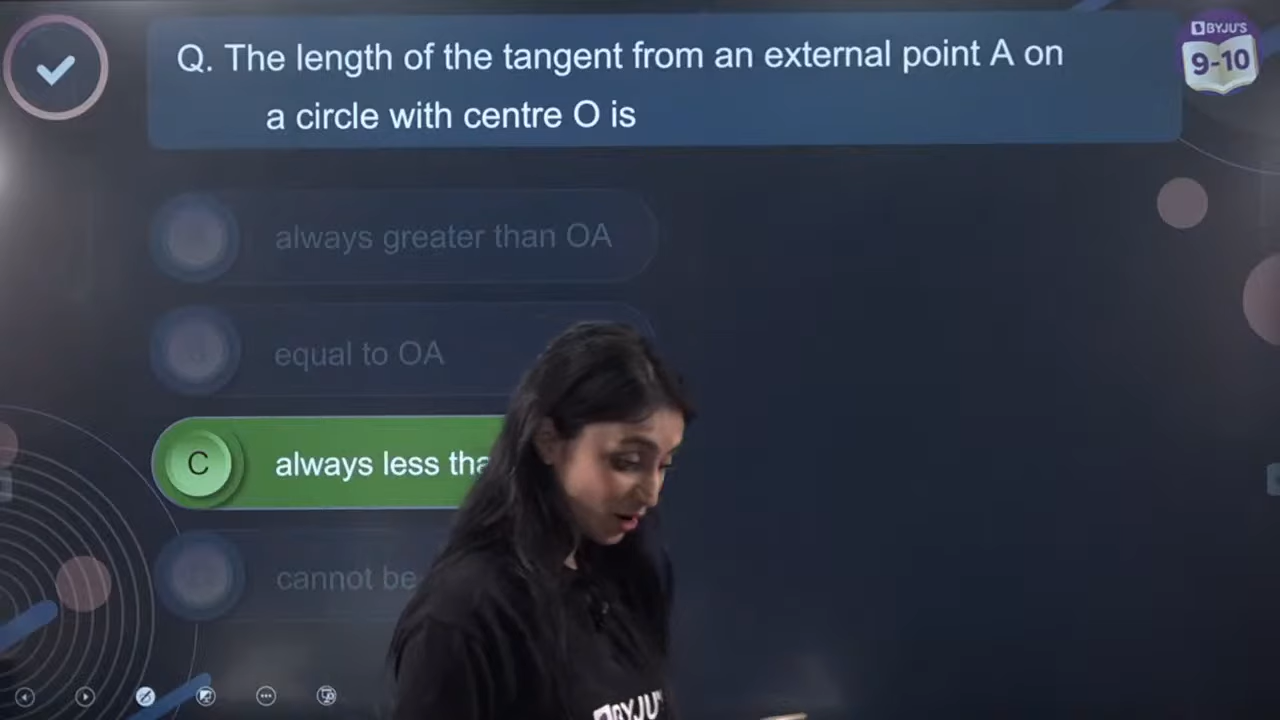 Q. The length of the tangent from an external point A on
a circle with centre O is
BYJU'S
9-10
always greater than OA
equal to OA
C always less
cannot be
BYJU'S